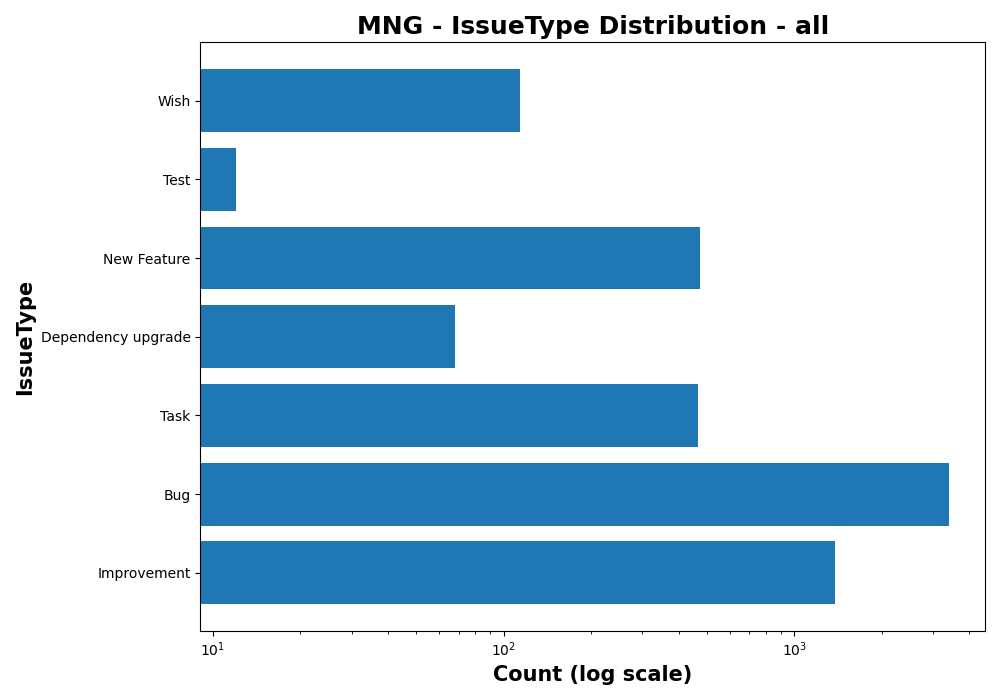 MNG - IssueType Distribution - all
IssueType
Wish
Test
New Feature
Dependency upgrade
Task
Bug
Improvement
10¹ 10² 10³
Count (log scale)